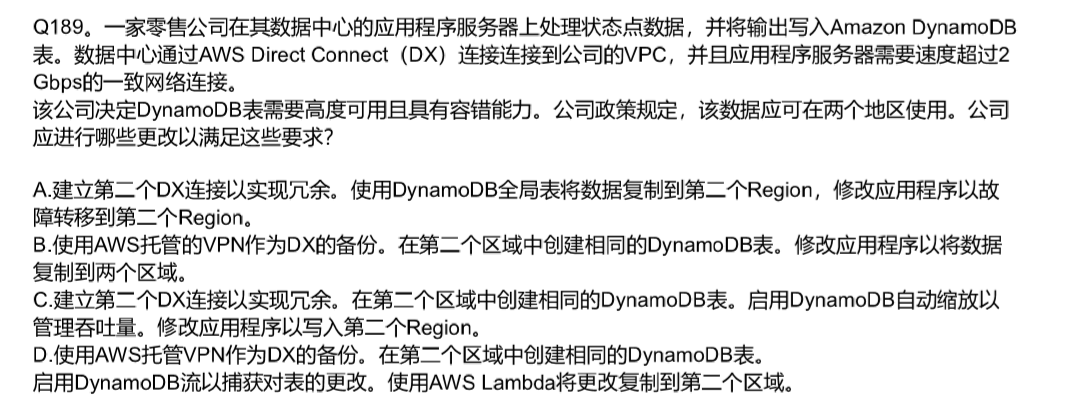 Q189。一家零售公司在其数据中心的应用程序服务器上处理状态点数据，并将输出写入Amazon DynamoDB
表。数据中心通过AWS Direct Connect（DX）连接连接到公司的VPC，并且应用程序服务器需要速度超过2
Gbps的一致网络连接。
该公司决定DynamoDB表需要高度可用且具有容错能力。公司政策规定，该数据应可在两个地区使用。公司
应进行哪些更改以满足这些要求？
A.建立第二个DX连接以实现冗余。使用DynamoDB全局表将数据复制到第二个Region，修改应用程序以故
障转移到第二个Region。
B.使用AWS托管的VPN作为DX的备份。在第二个区域中创建相同的DynamoDB表。修改应用程序以将数据
复制到两个区域。
C.建立第二个DX连接以实现冗余。在第二个区域中创建相同的DynamoDB表。启用DynamoDB自动缩放以
管理吞吐量。修改应用程序以写入第二个Region。
D.使用AWS托管VPN作为DX的备份。在第二个区域中创建相同的DynamoDB表。
启用DynamoDB流以捕获对表的更改。使用AWS Lambda将更改复制到第二个区域。